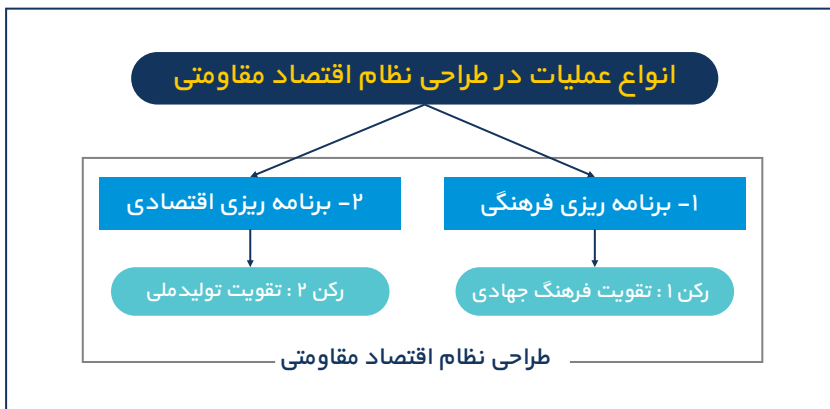 انواع عملیات در طراحی نظام اقتصاد مقاومتی
۱- برنامه ریزی فرهنگی
۲- برنامه ریزی اقتصادی
رکن ۱ : تقویت فرهنگ جهادی
رکن ۲ : تقویت تولیدملی
طراحی نظام اقتصاد مقاومتی